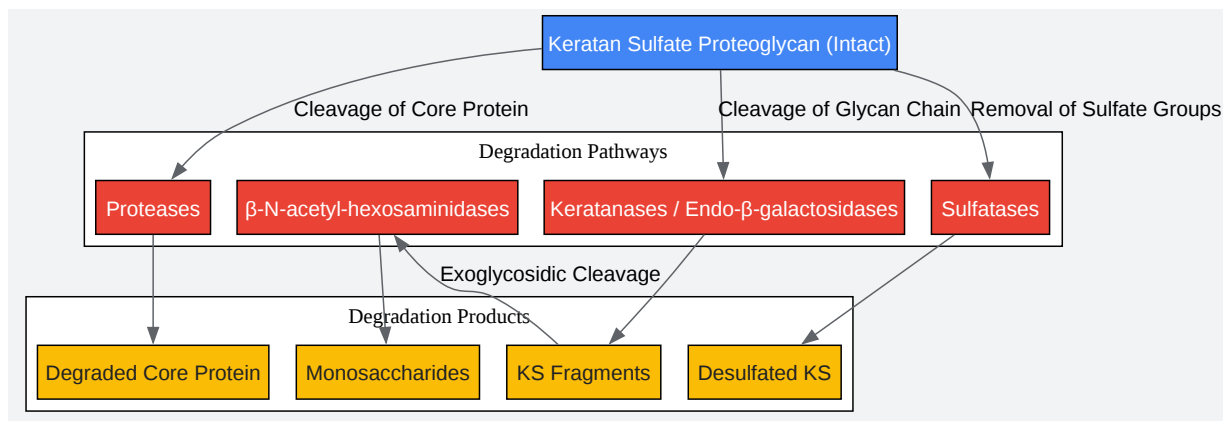 Keratan Sulfate Proteoglycan (Intact)
Cleavage of Core Protein
Cleavage of Glycan Chain
Removal of Sulfate Groups
Degradation Pathways
Proteases
β-N-acetyl-hexosaminidases
Keratanases / Endo-β-galactosidases
Sulfatases
Exoglycosidic Cleavage
Degradation Products
Degraded Core Protein
Monosaccharides
KS Fragments
Desulfated KS